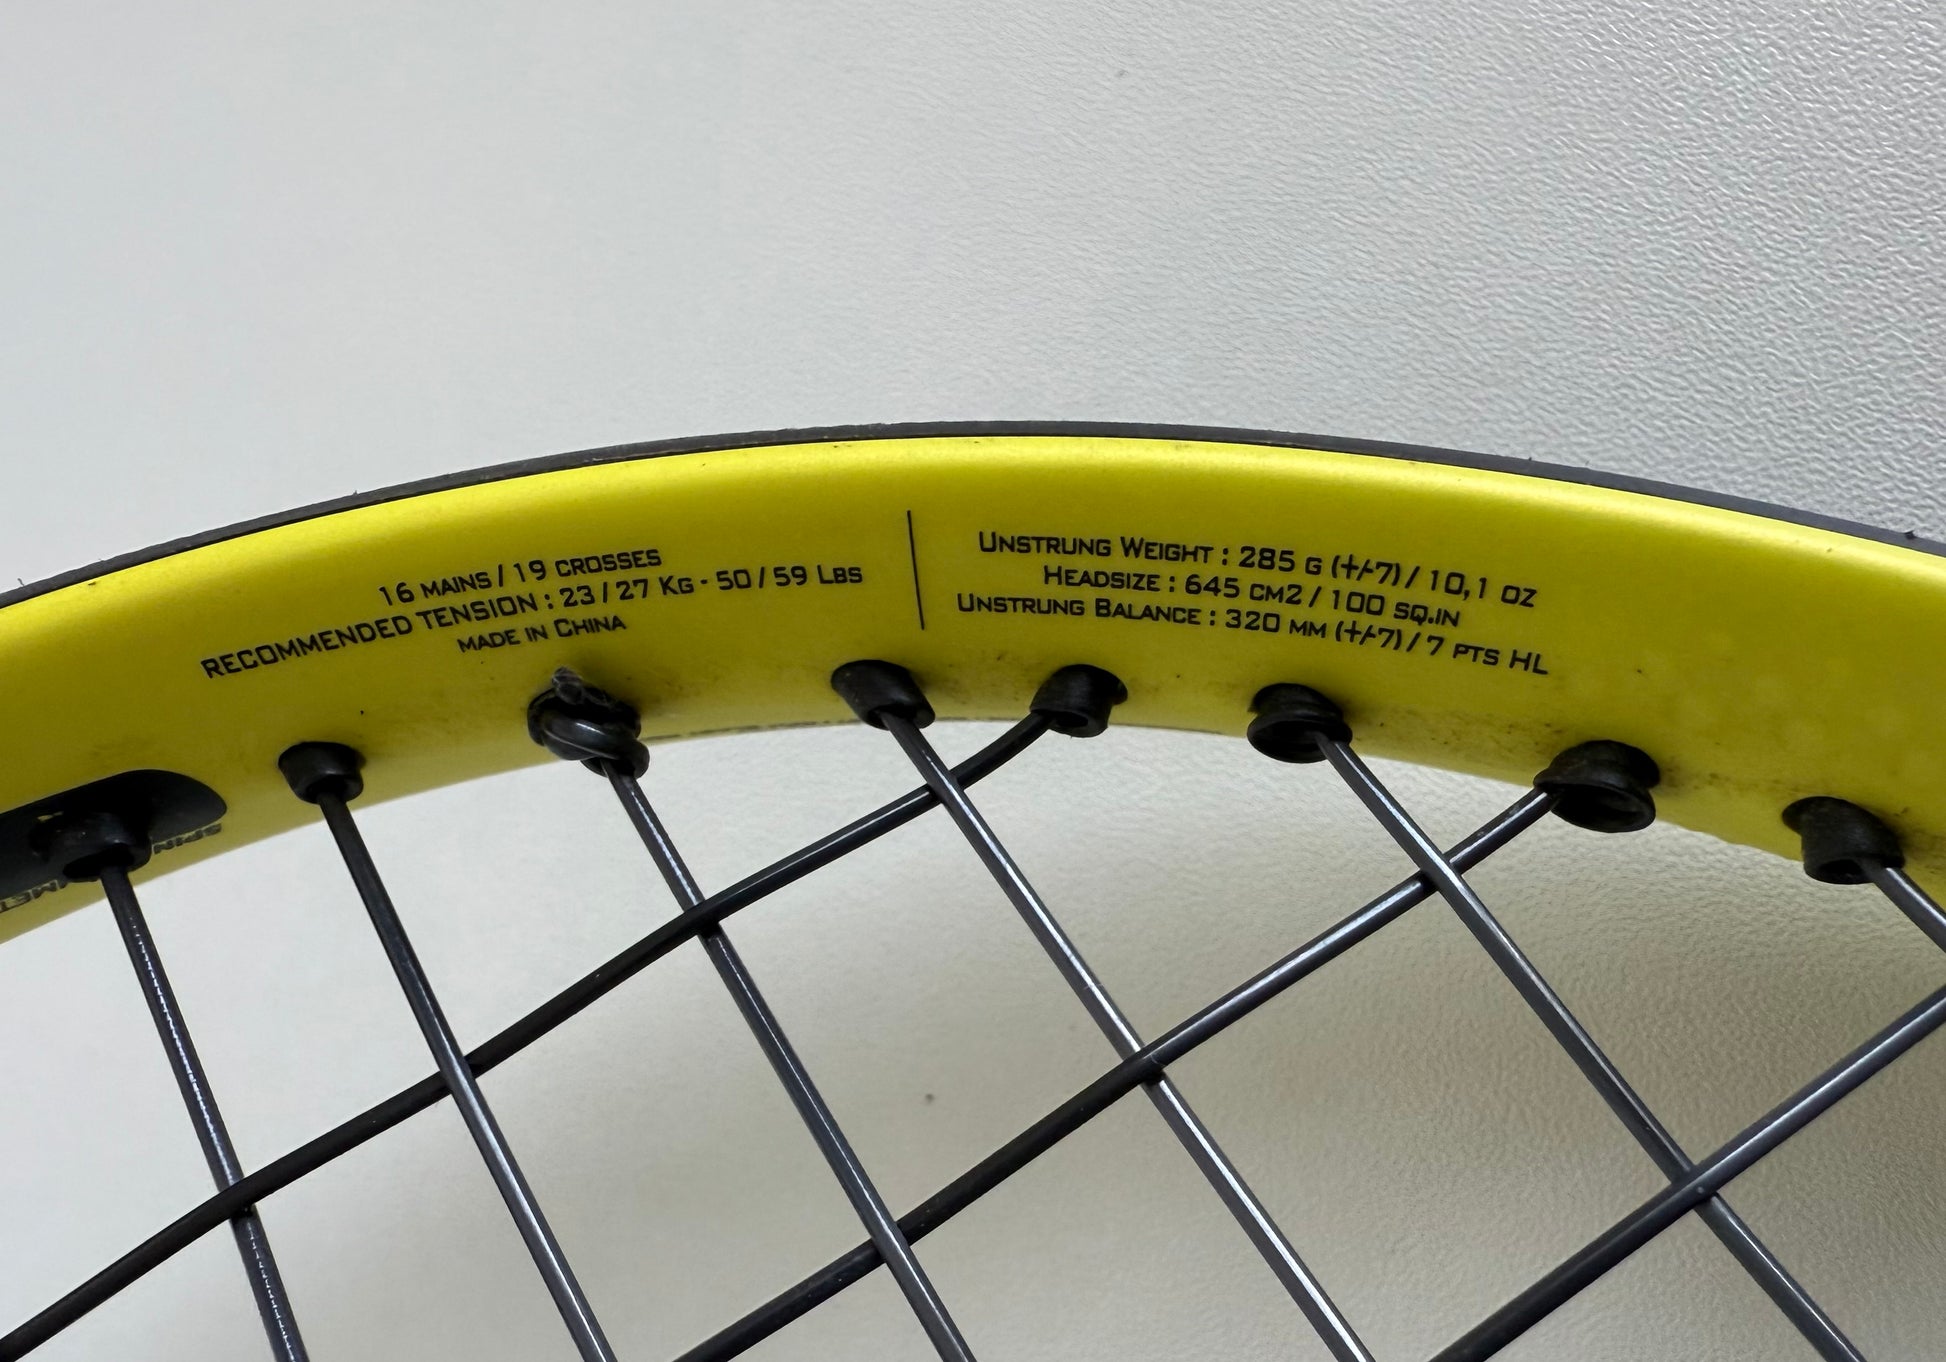 16 MAINS / 19 CROSSES
RECOMMENDED TENSION : 23 / 27 KG - 50 / 59 LBS
MADE IN CHINA
UNSTRUNG WEIGHT : 285 G (+/-7) / 10,1 OZ
HEADSIZE : 645 CM2 / 100 SQ.IN
UNSTRUNG BALANCE : 320 MM (+/-7) / 7 PTS HL
SPIN